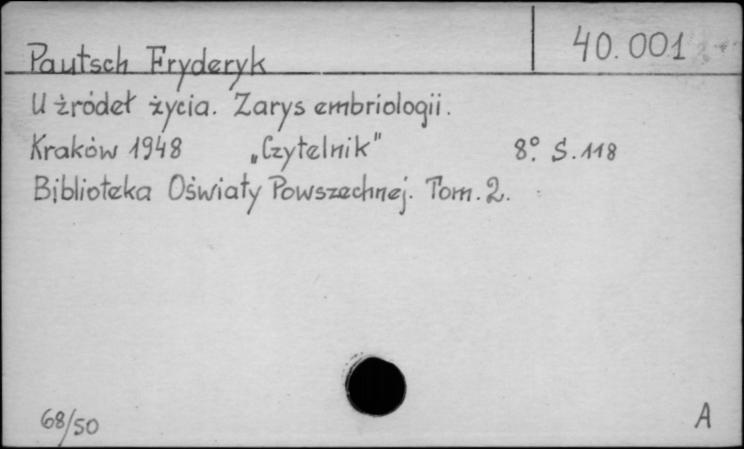 Pautsch Fryderyk 40.001
U źródeł życia. Zarys embriologii.
Kraków 1948 „Czytelnik" 8º. S. 118
Biblioteka Oświaty Powszechnej. Tom. 2.
68/50 A